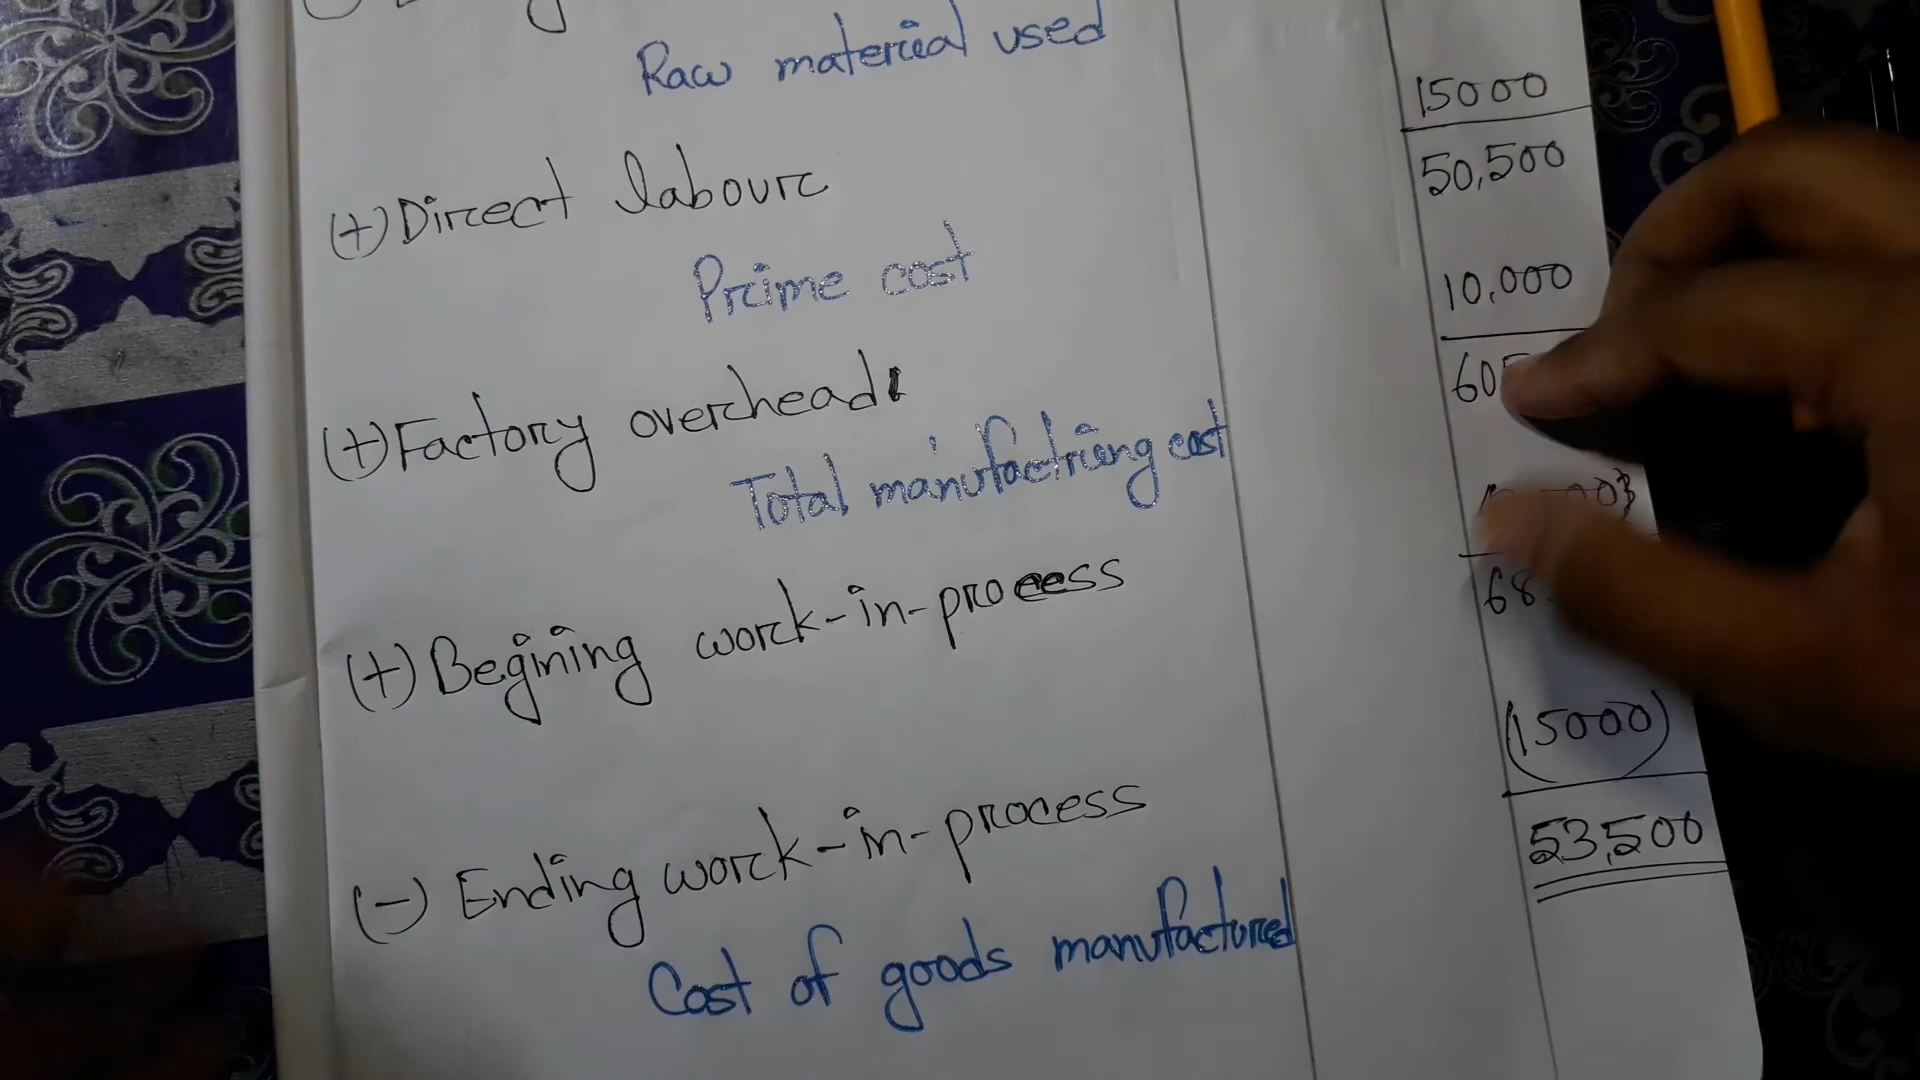 Raw material used
15000
(+) Direct labour
50,500
Prime cost
10,000
(+) Factory overhead
Total manufactriing cost
(+) Begining work-in-process
(15000)
(-) Ending work-in-process
53,500
Cost of goods manufactured